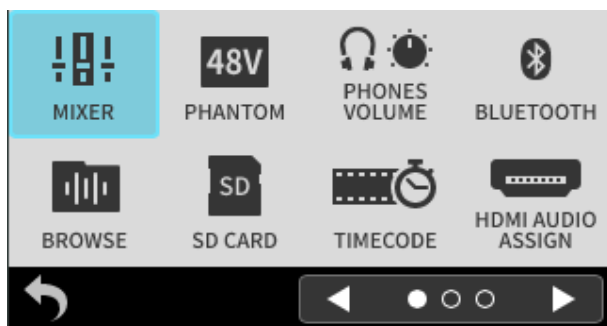 48V
MIXER
PHANTOM
PHONES
VOLUME
BLUETOOTH
SD
BROWSE
SD CARD
TIMECODE
HDMI AUDIO
ASSIGN